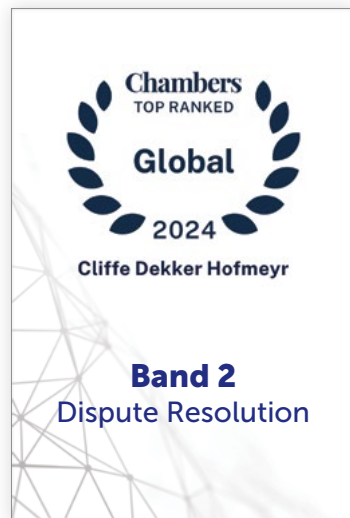 Chambers
TOP RANKED
Global
2024
Cliffe Dekker Hofmeyr
Band 2
Dispute Resolution